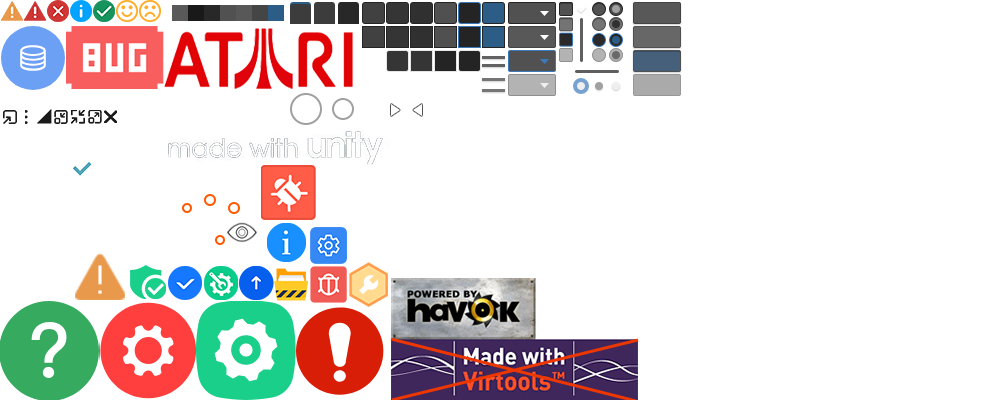 BUG
ATARI
made with unity
i
i
POWERED BY
havok
Made with
Virtools™
?
!